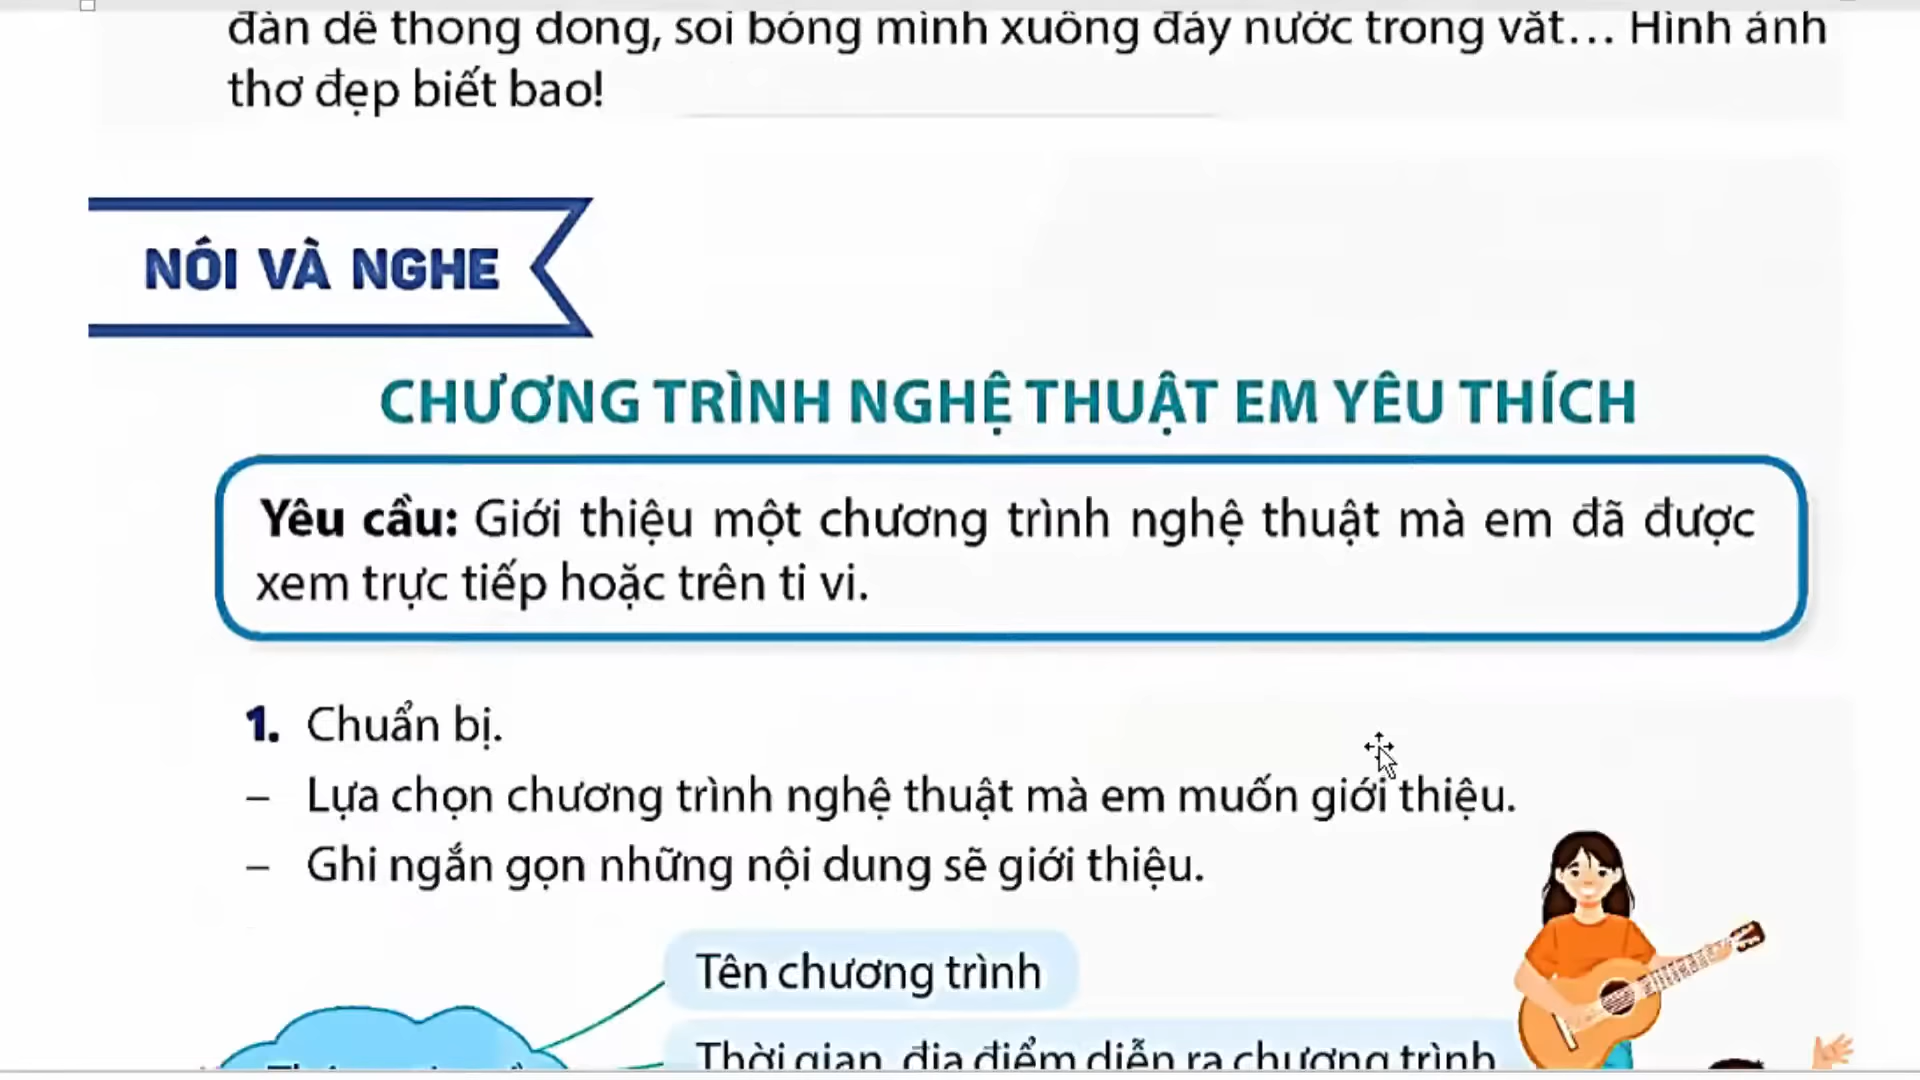 đàn dê thong dong, soi bóng mình xuống đáy nước trong vắt... Hình ảnh
thơ đẹp biết bao!
NÓI VÀ NGHE
CHƯƠNG TRÌNH NGHỆ THUẬT EM YÊU THÍCH
Yêu cầu: Giới thiệu một chương trình nghệ thuật mà em đã được
xem trực tiếp hoặc trên ti vi.
1. Chuẩn bị.
– Lựa chọn chương trình nghệ thuật mà em muốn giới thiệu.
– Ghi ngắn gọn những nội dung sẽ giới thiệu.
Tên chương trình
Thời gian, địa điểm diễn ra chương trình